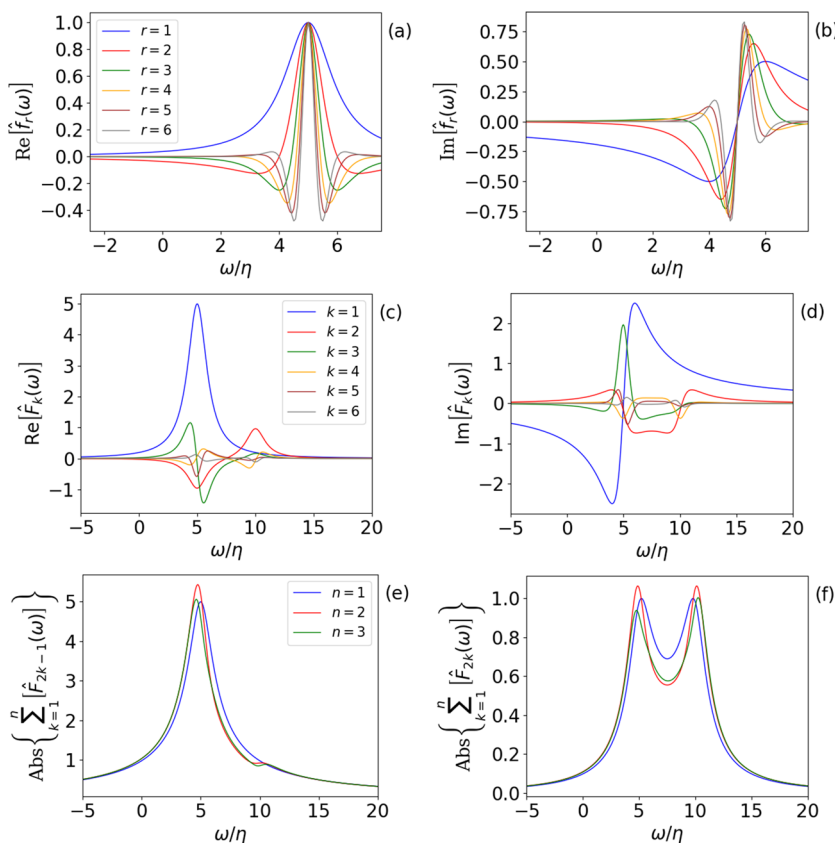 (a)
Re[f̂_r(ω)]
1.0
0.8
0.6
0.4
0.2
0.0
−0.2
−0.4
r = 1
r = 2
r = 3
r = 4
r = 5
r = 6
−2 0 2 4 6
ω/η
(b)
Im[f̂_r(ω)]
0.75
0.50
0.25
0.00
−0.25
−0.50
−0.75
−2 0 2 4 6
ω/η
(c)
Re[F̂_k(ω)]
5
4
3
2
1
0
−1
k = 1
k = 2
k = 3
k = 4
k = 5
k = 6
−5 0 5 10 15 20
ω/η
(d)
Im[F̂_k(ω)]
2
1
0
−1
−2
−5 0 5 10 15 20
ω/η
(e)
Abs{∑_{k=1}^{n}[F̂_{2k−1}(ω)]}
5
4
3
2
1
n = 1
n = 2
n = 3
−5 0 5 10 15 20
ω/η
(f)
Abs{∑_{k=1}^{n}[F̂_{2k}(ω)]}
1.0
0.8
0.6
0.4
0.2
0.0
−5 0 5 10 15 20
ω/η